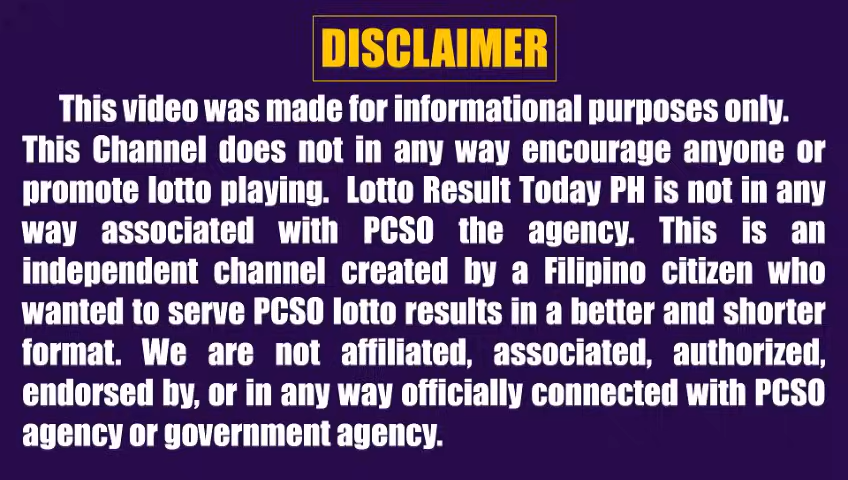 DISCLAIMER
This video was made for informational purposes only.
This Channel does not in any way encourage anyone or
promote lotto playing. Lotto Result Today PH is not in any
way associated with PCSO the agency. This is an
independent channel created by a Filipino citizen who
wanted to serve PCSO lotto results in a better and shorter
format. We are not affiliated, associated, authorized,
endorsed by, or in any way officially connected with PCSO
agency or government agency.